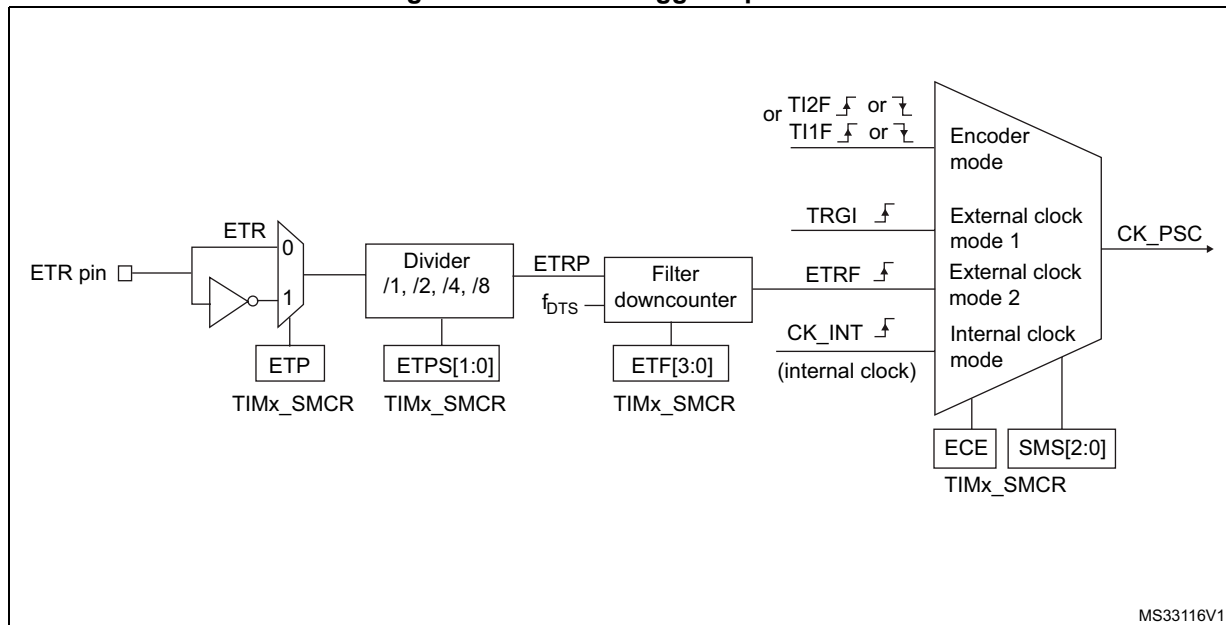 or TI2F or
TI1F or
Encoder
mode
TRGI
External clock
mode 1
CK_PSC
ETR
0
ETR pin
1
Divider
/1, /2, /4, /8
ETRP
fDTS
Filter
downcounter
ETRF
External clock
mode 2
CK_INT
(internal clock)
Internal clock
mode
ETP
TIMx_SMCR
ETPS[1:0]
TIMx_SMCR
ETF[3:0]
TIMx_SMCR
ECE
SMS[2:0]
TIMx_SMCR
MS33116V1